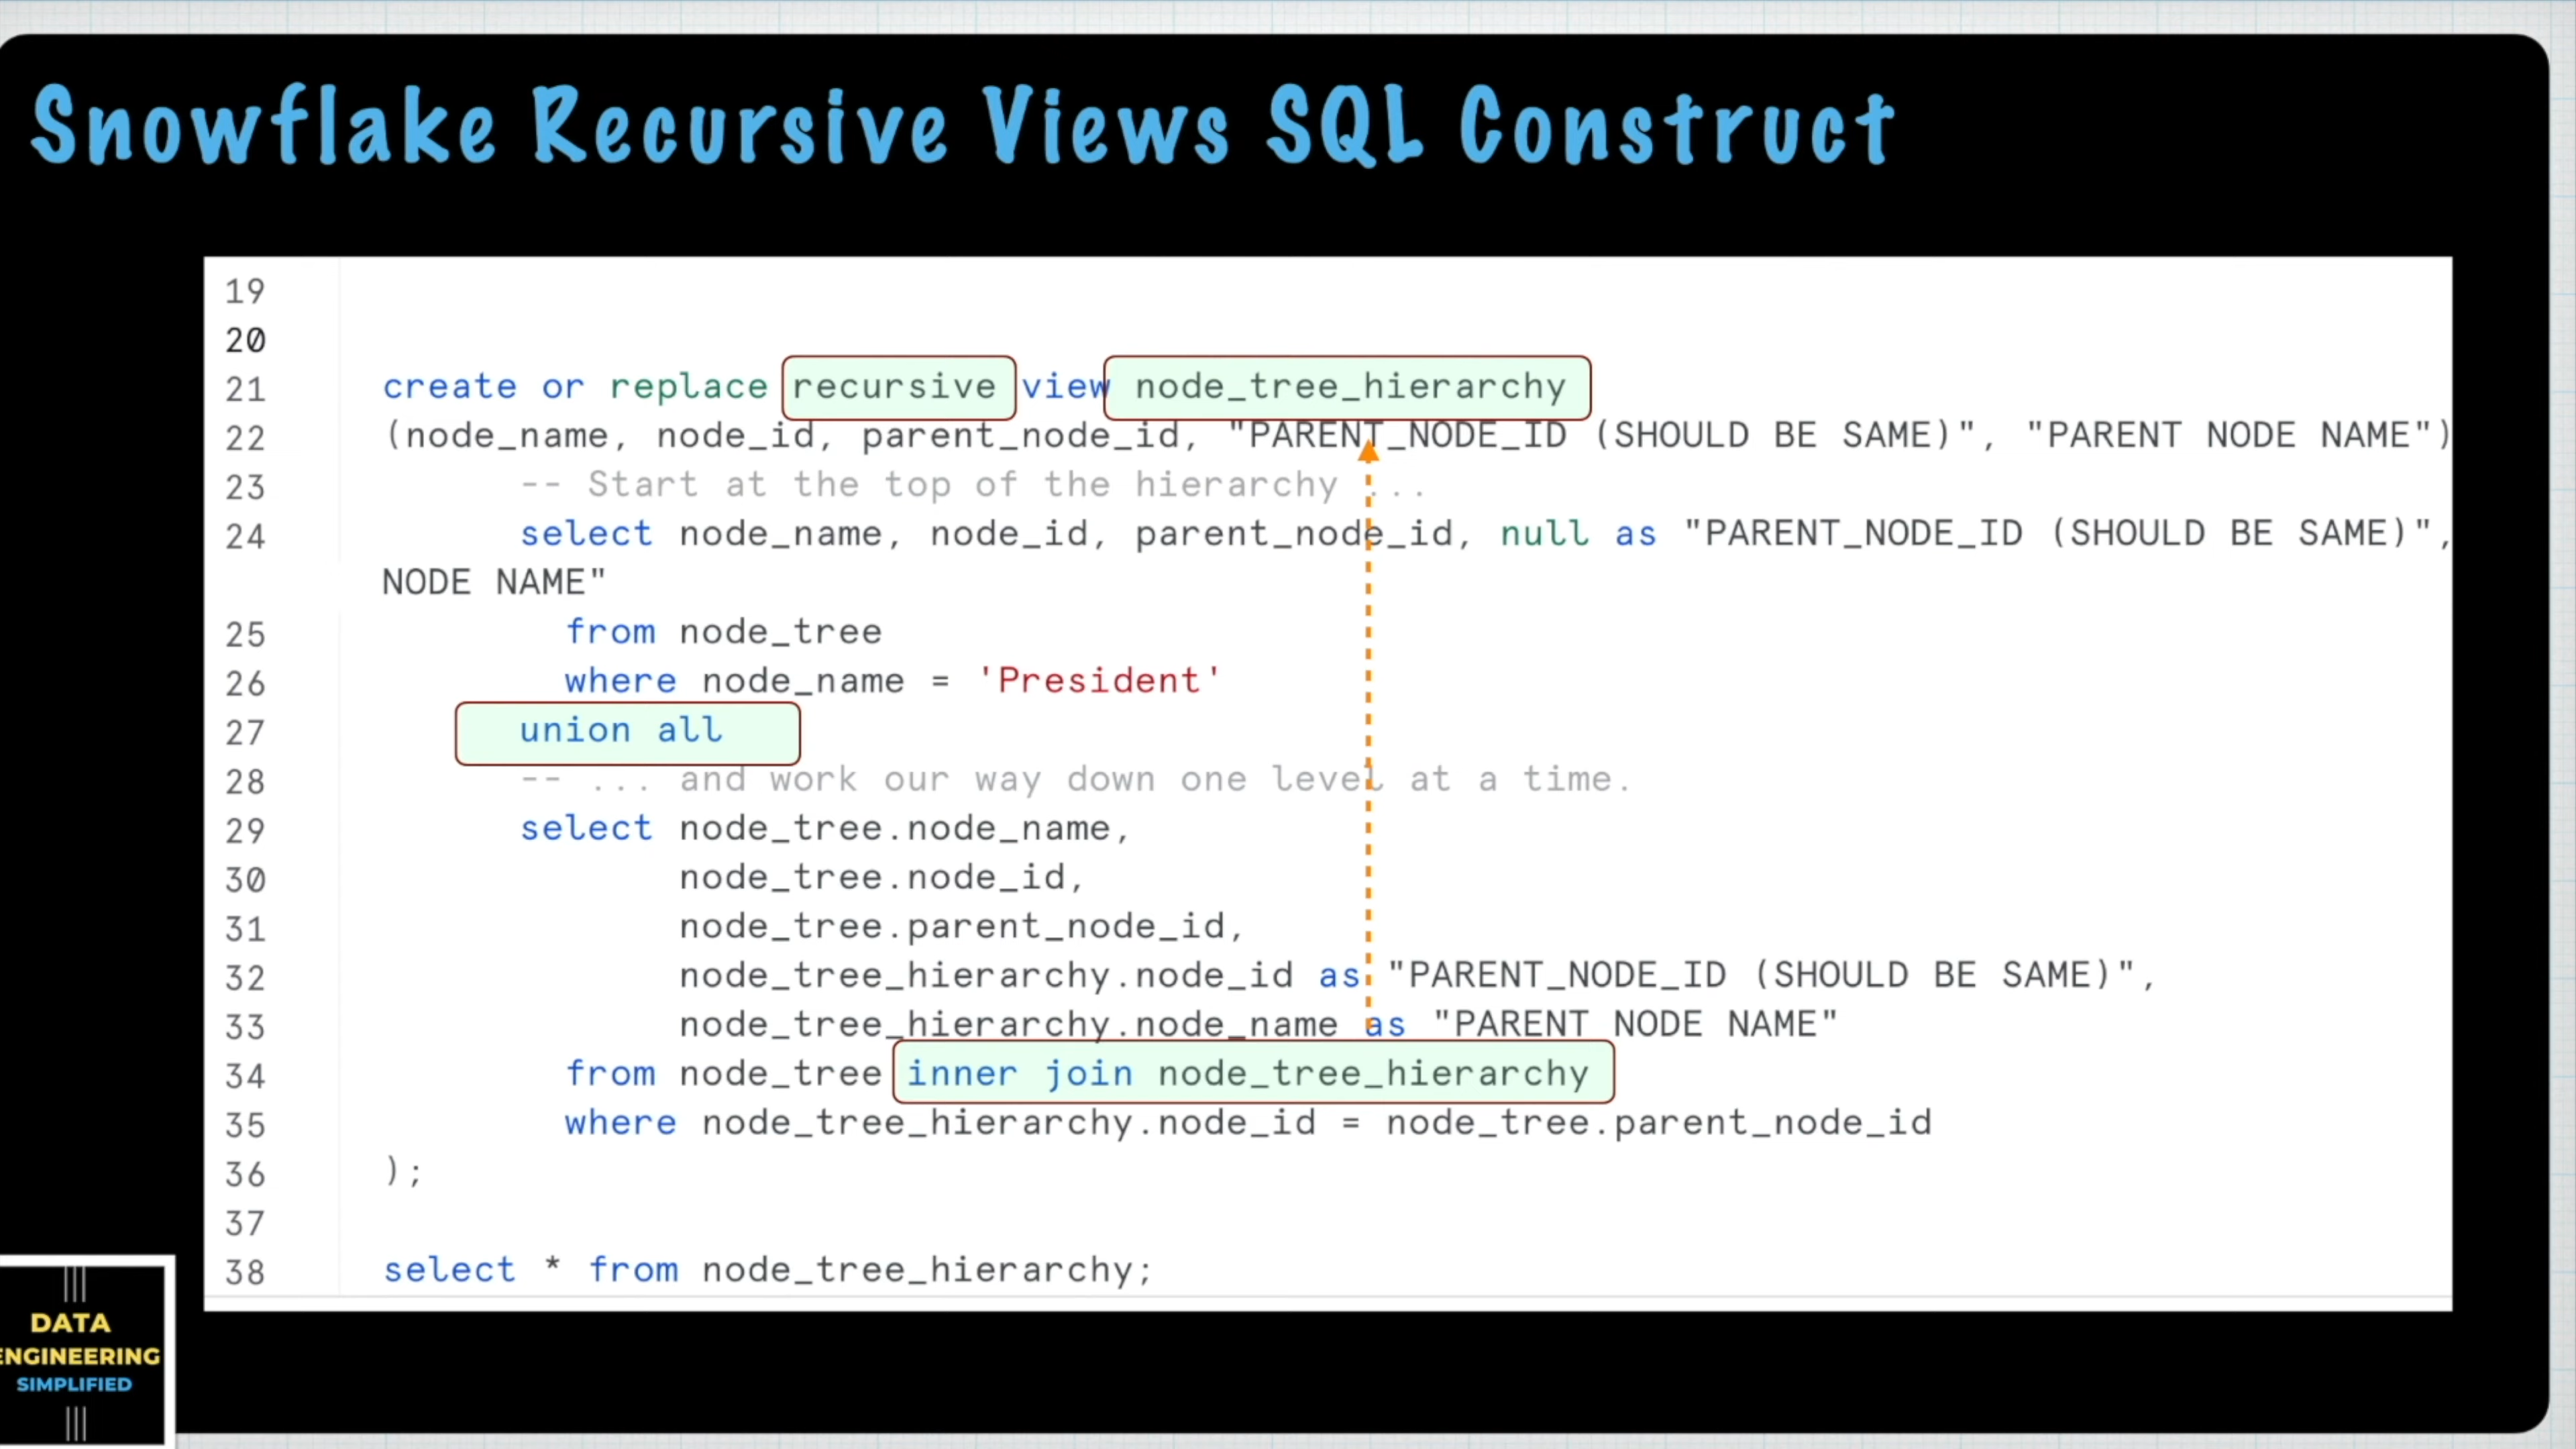 Snowflake Recursive Views SQL Construct
19
20
21 create or replace recursive view node_tree_hierarchy
22 (node_name, node_id, parent_node_id, "PARENT_NODE_ID (SHOULD BE SAME)", "PARENT NODE NAME")
23 -- Start at the top of the hierarchy ...
24 select node_name, node_id, parent_node_id, null as "PARENT_NODE_ID (SHOULD BE SAME)",
NODE NAME"
25 from node_tree
26 where node_name = 'President'
27 union all
28 -- ... and work our way down one level at a time.
29 select node_tree.node_name,
30 node_tree.node_id,
31 node_tree.parent_node_id,
32 node_tree_hierarchy.node_id as "PARENT_NODE_ID (SHOULD BE SAME)",
33 node_tree_hierarchy.node_name as "PARENT NODE NAME"
34 from node_tree inner join node_tree_hierarchy
35 where node_tree_hierarchy.node_id = node_tree.parent_node_id
36 );
37
38 select * from node_tree_hierarchy;
DATA
ENGINEERING
SIMPLIFIED